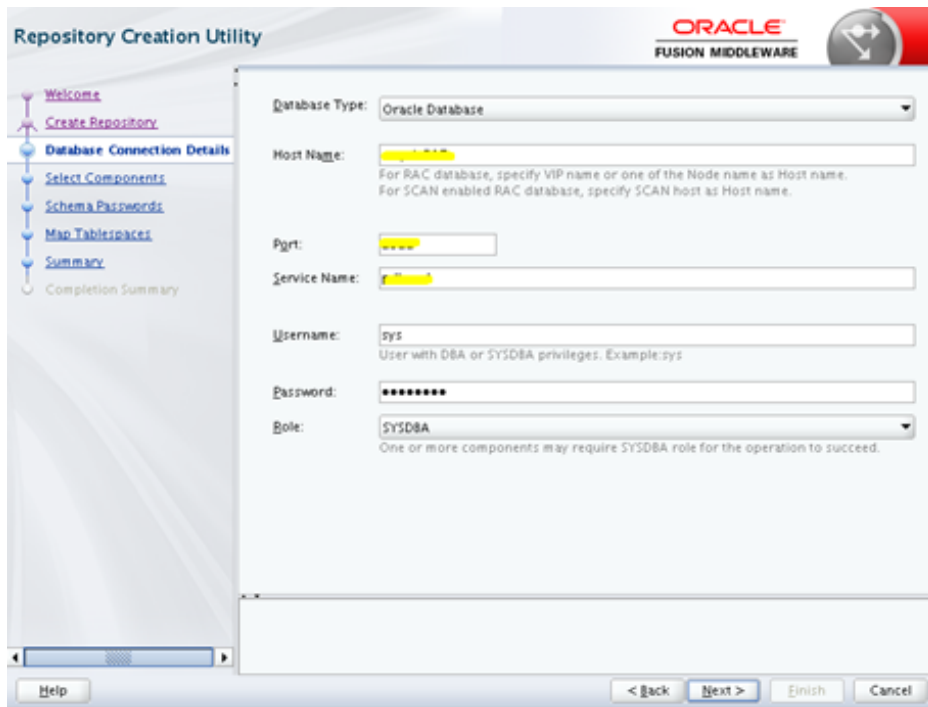 Repository Creation Utility
ORACLE
FUSION MIDDLEWARE
Welcome
Create Repository
Database Connection Details
Select Components
Schema Passwords
Map Tablespaces
Summary
Completion Summary
Database Type: Oracle Database
Host Name:
For RAC database, specify VIP name or one of the Node name as Host name.
For SCAN enabled RAC database, specify SCAN host as Host name.
Port:
Service Name:
Username: sys
User with DBA or SYSDBA privileges. Example:sys
Password: ••••••••
Role: SYSDBA
One or more components may require SYSDBA role for the operation to succeed.
Help
< Back Next > Finish Cancel